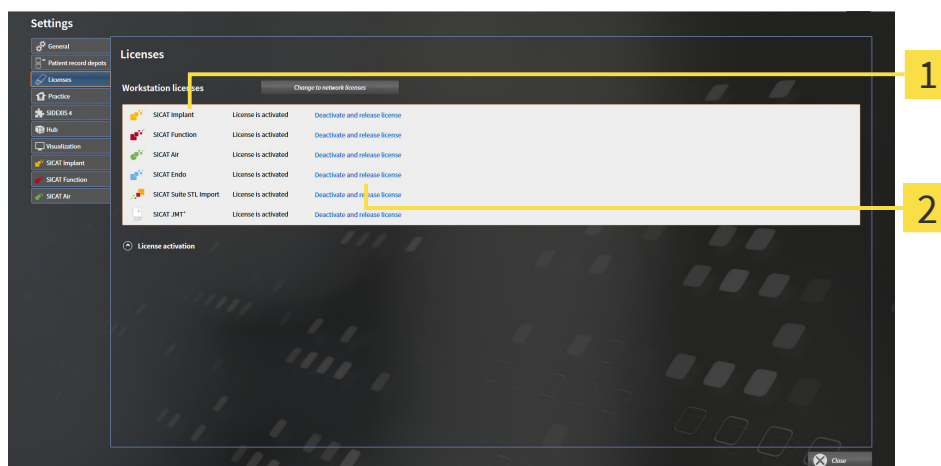 Settings
General
Patient record depots
Licenses
Practice
SIDEXIS 4
Hub
Visualization
SICAT Implant
SICAT Function
SICAT Air
Licenses
Workstation licenses Change to network licenses
SICAT Implant License is activated Deactivate and release license
SICAT Function License is activated Deactivate and release license
SICAT Air License is activated Deactivate and release license
SICAT Endo License is activated Deactivate and release license
SICAT Suite STL Import License is activated Deactivate and release license
SICAT JMT+ License is activated Deactivate and release license
License activation
Close
1
2